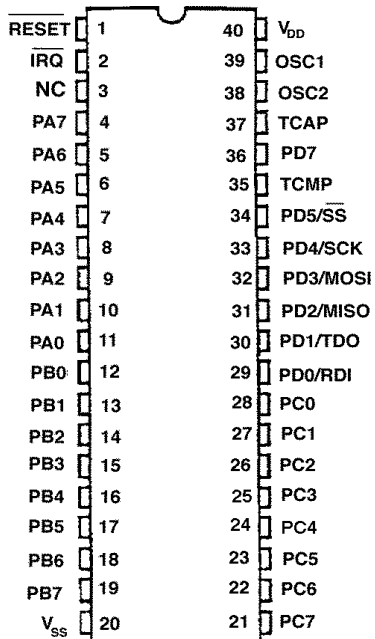 RESET 1 40 VDD
IRQ 2 39 OSC1
NC 3 38 OSC2
PA7 4 37 TCAP
PA6 5 36 PD7
PA5 6 35 TCMP
PA4 7 34 PD5/SS
PA3 8 33 PD4/SCK
PA2 9 32 PD3/MOSI
PA1 10 31 PD2/MISO
PA0 11 30 PD1/TDO
PB0 12 29 PD0/RDI
PB1 13 28 PC0
PB2 14 27 PC1
PB3 15 26 PC2
PB4 16 25 PC3
PB5 17 24 PC4
PB6 18 23 PC5
PB7 19 22 PC6
VSS 20 21 PC7